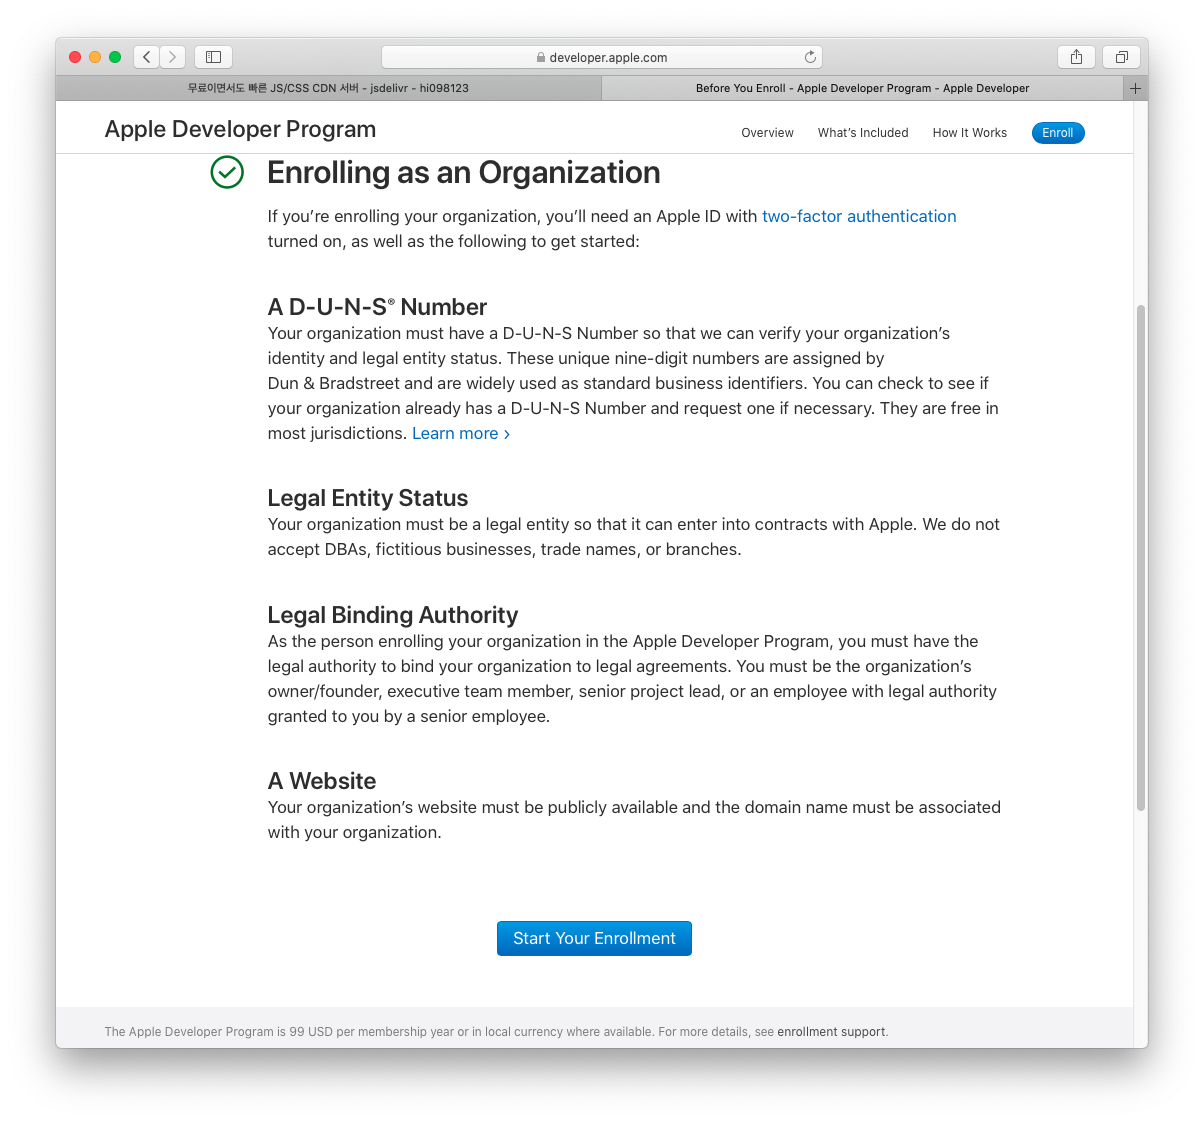 developer.apple.com
무료이면서도 빠른 JS/CSS CDN 서버 - jsdelivr - hi098123
Before You Enroll - Apple Developer Program - Apple Developer
Apple Developer Program
Overview
What's Included
How It Works
Enroll
Enrolling as an Organization
If you’re enrolling your organization, you’ll need an Apple ID with two-factor authentication
turned on, as well as the following to get started:
A D-U-N-S® Number
Your organization must have a D-U-N-S Number so that we can verify your organization’s
identity and legal entity status. These unique nine-digit numbers are assigned by
Dun & Bradstreet and are widely used as standard business identifiers. You can check to see if
your organization already has a D-U-N-S Number and request one if necessary. They are free in
most jurisdictions. Learn more ›
Legal Entity Status
Your organization must be a legal entity so that it can enter into contracts with Apple. We do not
accept DBAs, fictitious businesses, trade names, or branches.
Legal Binding Authority
As the person enrolling your organization in the Apple Developer Program, you must have the
legal authority to bind your organization to legal agreements. You must be the organization’s
owner/founder, executive team member, senior project lead, or an employee with legal authority
granted to you by a senior employee.
A Website
Your organization’s website must be publicly available and the domain name must be associated
with your organization.
Start Your Enrollment
The Apple Developer Program is 99 USD per membership year or in local currency where available. For more details, see enrollment support.